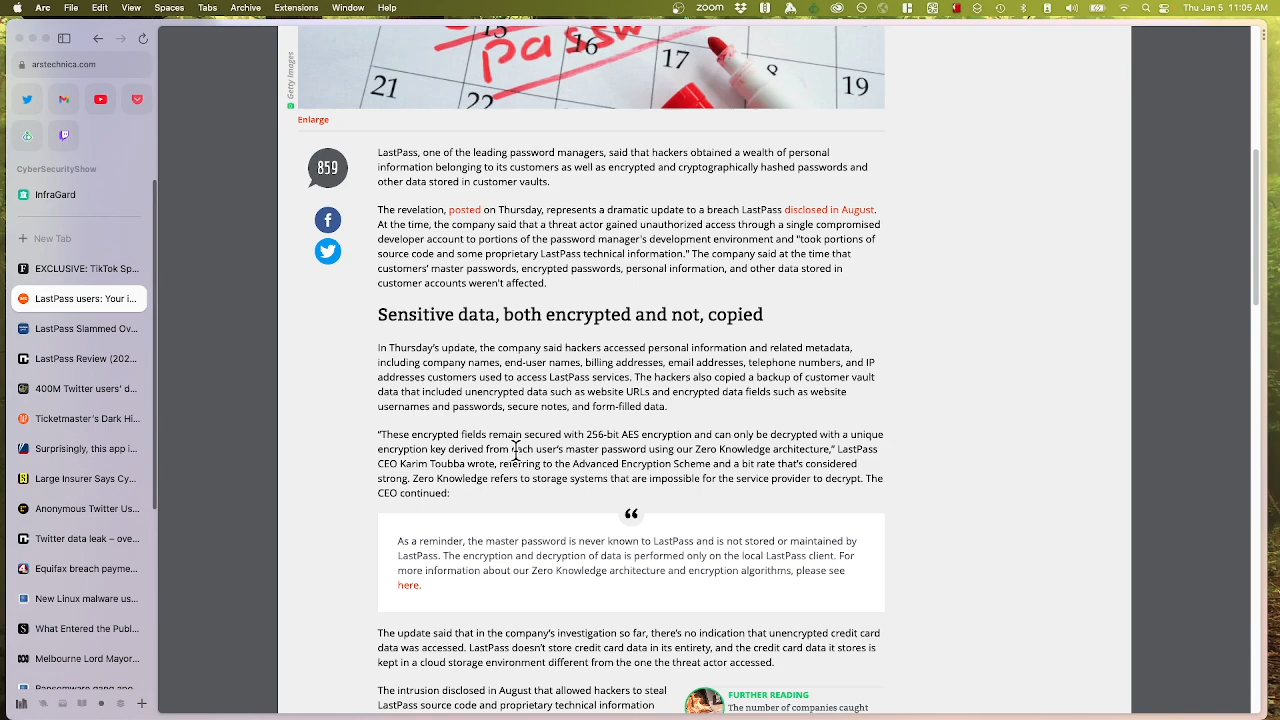 Art File Edit View Spaces Tabs Archive Extensions Window Help
2000 Thu Jan 5 11:05 AM
arstechnica.com
CyberSecurityShek
InfraGard
New Tab
EXCLUSIVE: TikTok Sp...
LastPass users: Your i...
LastPass Slammed Ov...
LastPass Review (202...
400M Twitter users' d...
Ticketmaster's Dark Hi...
Surprisingly, this pass...
Large Insurer Says Cy...
Anonymous Twitter Us...
Twitter data leak – eve...
Equifax breach payme...
New Linux malware us...
What Entered the Publ...
Melbourne Lord Mayor...
Ransomware gang apo...
Getty Images
15
passw
16
17
19
21
22
Enlarge
859
LastPass, one of the leading password managers, said that hackers obtained a wealth of personal
information belonging to its customers as well as encrypted and cryptographically hashed passwords and
other data stored in customer vaults.
The revelation, posted on Thursday, represents a dramatic update to a breach LastPass disclosed in August.
At the time, the company said that a threat actor gained unauthorized access through a single compromised
developer account to portions of the password manager's development environment and "took portions of
source code and some proprietary LastPass technical information." The company said at the time that
customers' master passwords, encrypted passwords, personal information, and other data stored in
customer accounts weren't affected.
Sensitive data, both encrypted and not, copied
In Thursday's update, the company said hackers accessed personal information and related metadata,
including company names, end-user names, billing addresses, email addresses, telephone numbers, and IP
addresses customers used to access LastPass services. The hackers also copied a backup of customer vault
data that included unencrypted data such as website URLs and encrypted data fields such as website
usernames and passwords, secure notes, and form-filled data.
“These encrypted fields remain secured with 256-bit AES encryption and can only be decrypted with a unique
encryption key derived from each user’s master password using our Zero Knowledge architecture,” LastPass
CEO Karim Toubba wrote, referring to the Advanced Encryption Scheme and a bit rate that’s considered
strong. Zero Knowledge refers to storage systems that are impossible for the service provider to decrypt. The
CEO continued:
As a reminder, the master password is never known to LastPass and is not stored or maintained by
LastPass. The encryption and decryption of data is performed only on the local LastPass client. For
more information about our Zero Knowledge architecture and encryption algorithms, please see
here.
The update said that in the company's investigation so far, there's no indication that unencrypted credit card
data was accessed. LastPass doesn't store credit card data in its entirety, and the credit card data it stores is
kept in a cloud storage environment different from the one the threat actor accessed.
The intrusion disclosed in August that allowed hackers to steal
LastPass source code and proprietary technical information
FURTHER READING
The number of companies caught